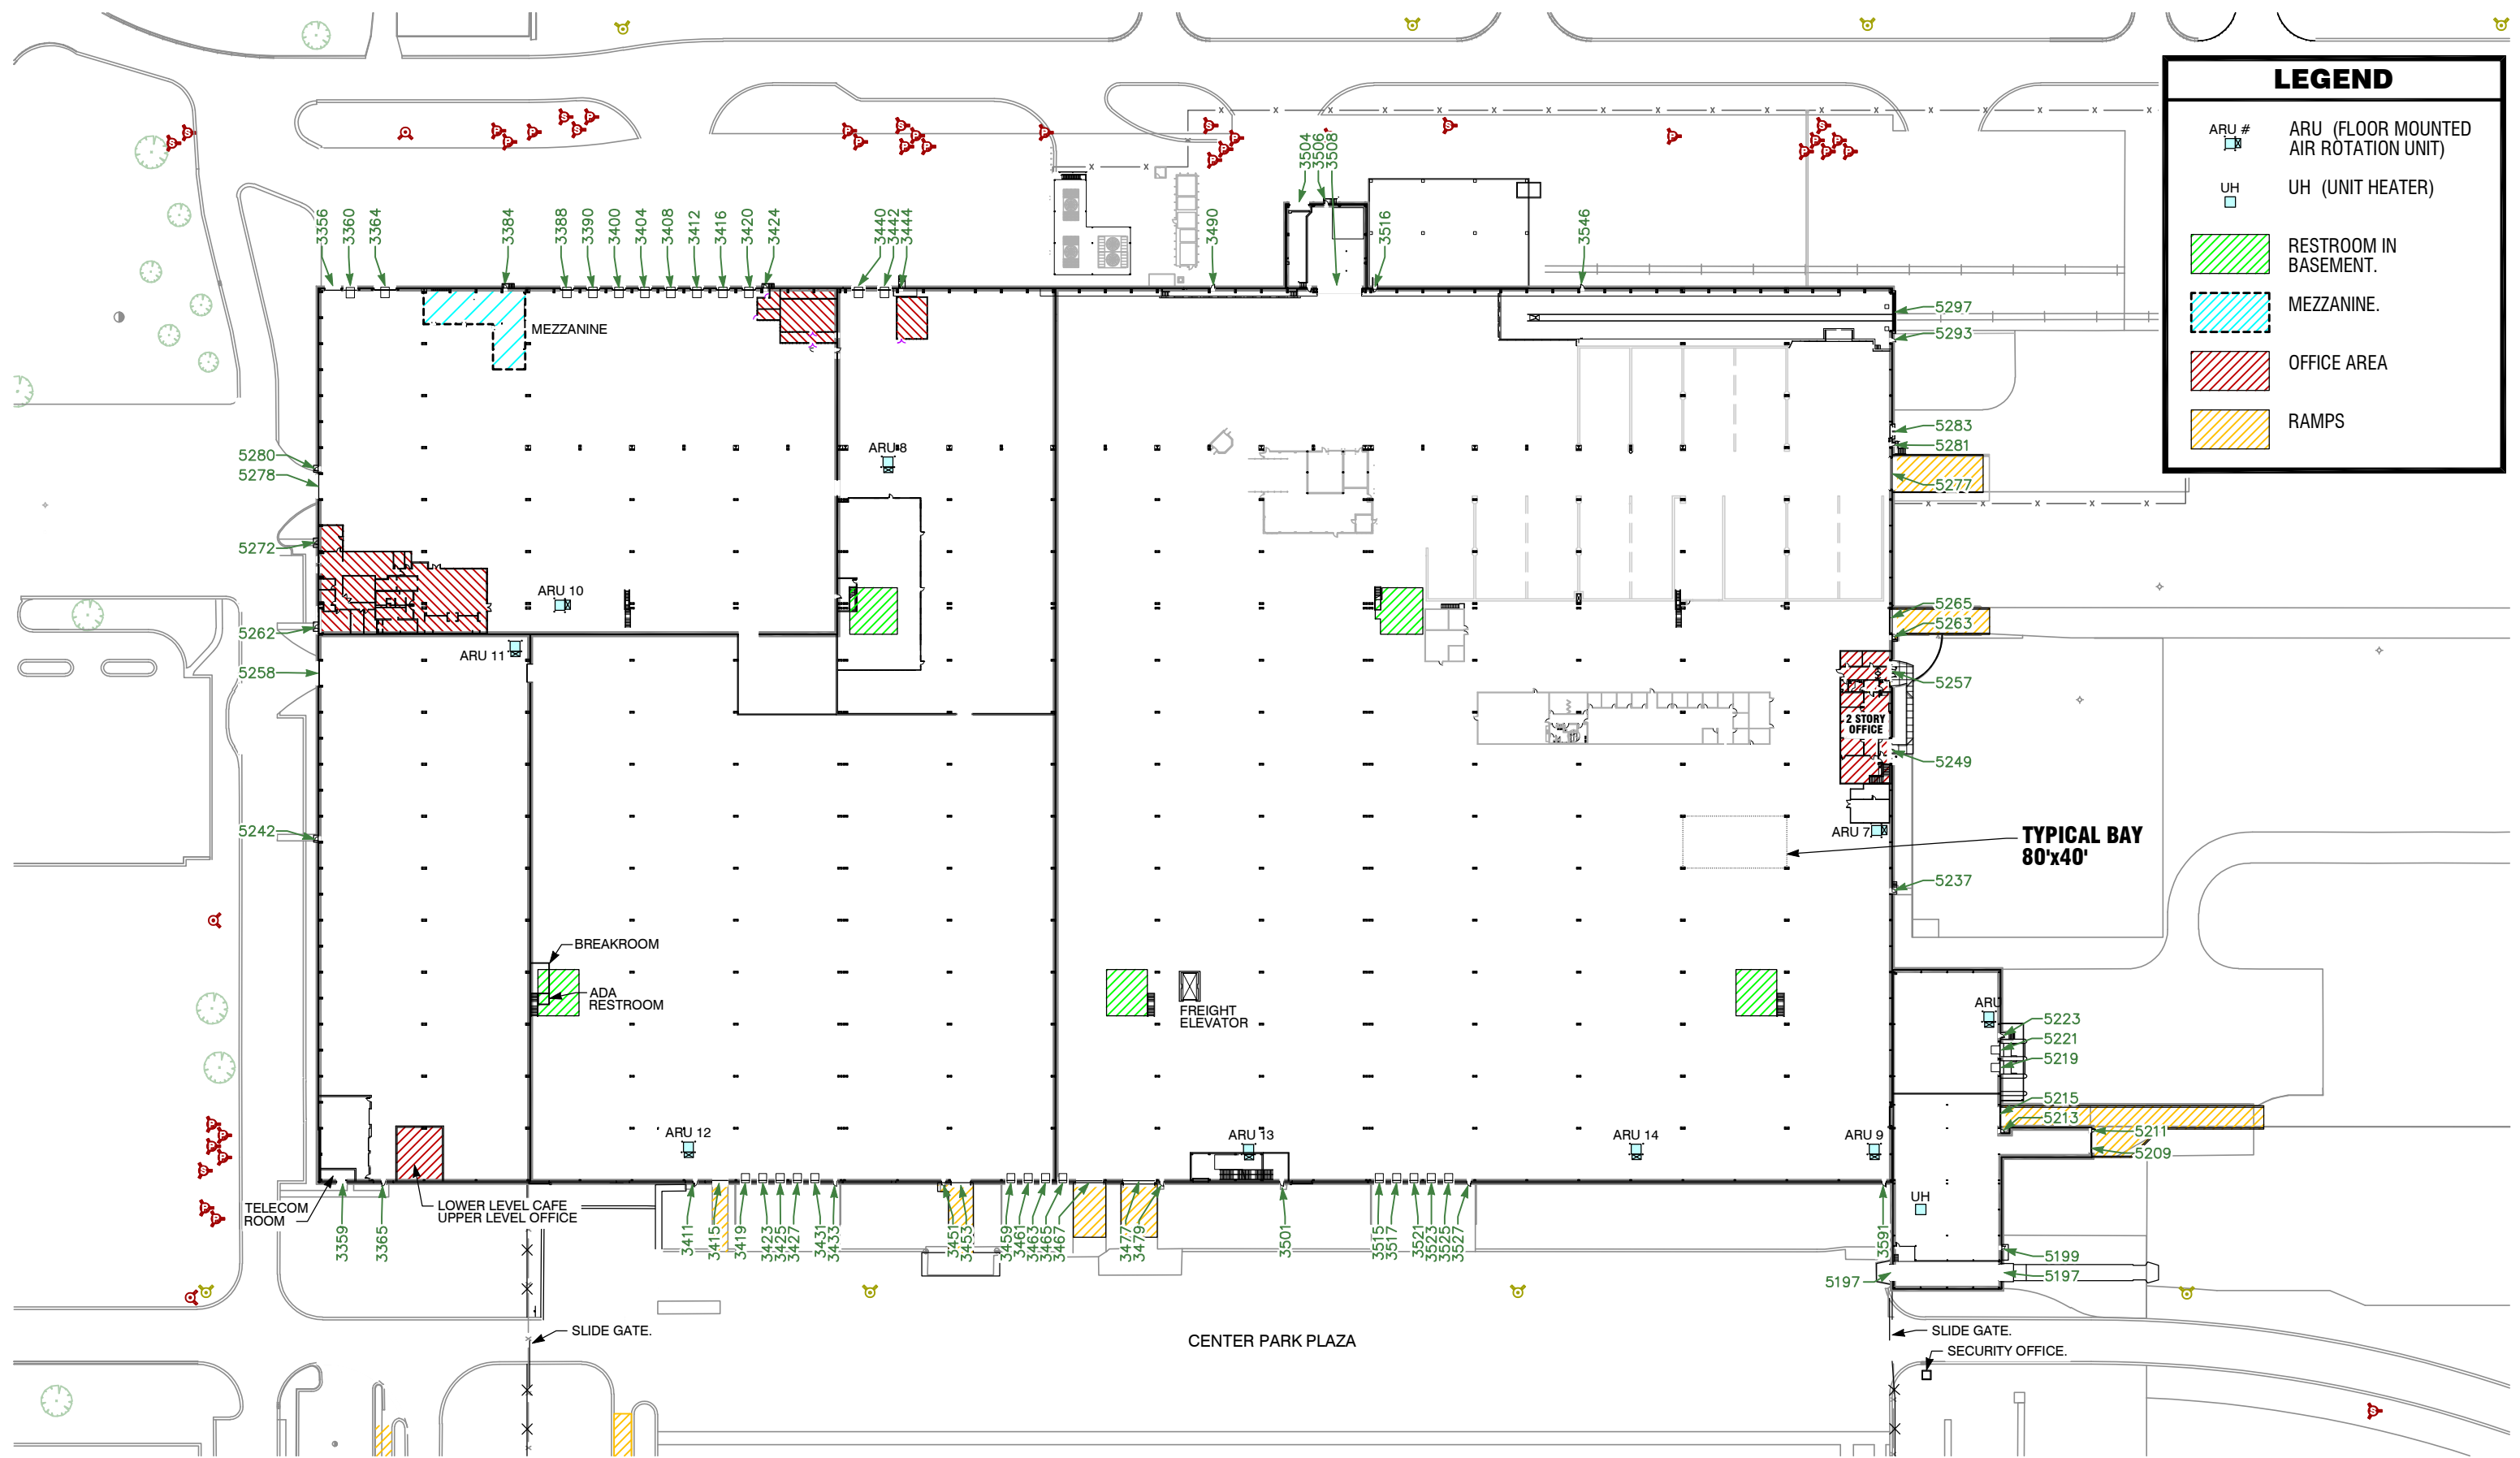 LEGEND
ARU #
ARU (FLOOR MOUNTED
AIR ROTATION UNIT)
UH
UH (UNIT HEATER)
RESTROOM IN
BASEMENT.
MEZZANINE.
OFFICE AREA
RAMPS
3504
3506
3508
3356
3360
3364
3384
3388
3390
3400
3404
3408
3412
3416
3420
3424
3440
3442
3444
3490
3516
3546
MEZZANINE
5297
5293
5283
5281
5277
5265
5263
5257
5249
5237
5280
5278
5272
5262
5258
5242
ARU 8
ARU 10
ARU 11
2 STORY
OFFICE
ARU 7
TYPICAL BAY
80'x40'
BREAKROOM
ADA
RESTROOM
FREIGHT
ELEVATOR
ARU
5223
5221
5219
5215
5213
5211
5209
ARU 12
ARU 13
ARU 14
ARU 9
UH
5199
5197
5197
TELECOM
ROOM
LOWER LEVEL CAFE
UPPER LEVEL OFFICE
3359
3365
3411
3415
3419
3423
3425
3427
3431
3433
3451
3453
3459
3461
3463
3465
3467
3477
3479
3501
3515
3517
3521
3523
3525
3527
3591
SLIDE GATE.
CENTER PARK PLAZA
SLIDE GATE.
SECURITY OFFICE.